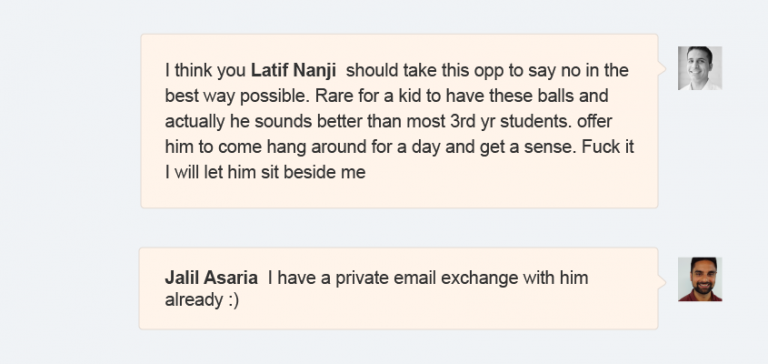 I think you Latif Nanji should take this opp to say no in the
best way possible. Rare for a kid to have these balls and
actually he sounds better than most 3rd yr students. offer
him to come hang around for a day and get a sense. Fuck it
I will let him sit beside me
Jalil Asaria I have a private email exchange with him
already :)